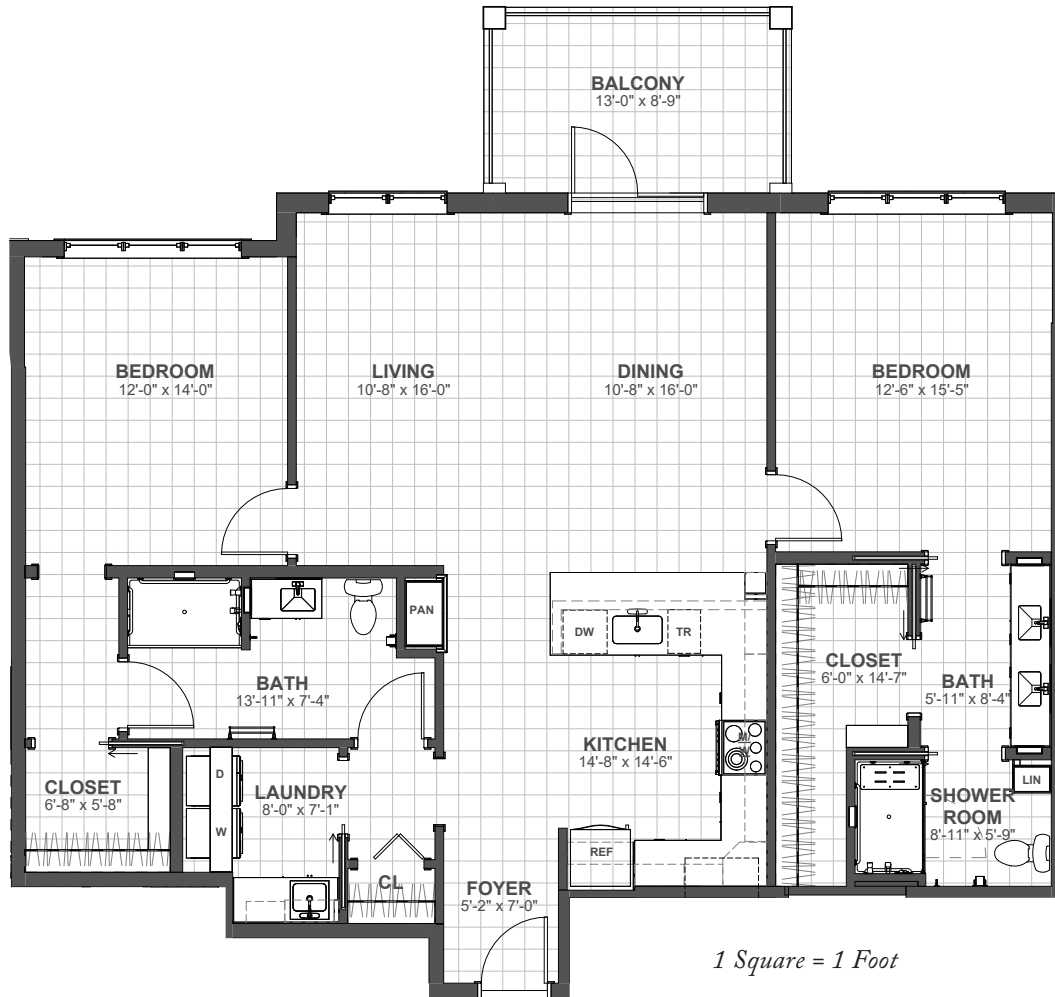 BALCONY
13'-0" x 8'-9"
BEDROOM
12'-0" x 14'-0"
LIVING
10'-8" x 16'-0"
DINING
10'-8" x 16'-0"
BEDROOM
12'-6" x 15'-5"
PAN
DW
TR
BATH
13'-11" x 7'-4"
CLOSET
6'-0" x 14'-7"
BATH
5'-11" x 8'-4"
KITCHEN
14'-8" x 14'-6"
CLOSET
6'-8" x 5'-8"
D
W
LAUNDRY
8'-0" x 7'-1"
LIN
SHOWER
ROOM
8'-11" x 5'-9"
REF
CL
FOYER
5'-2" x 7'-0"
1 Square = 1 Foot